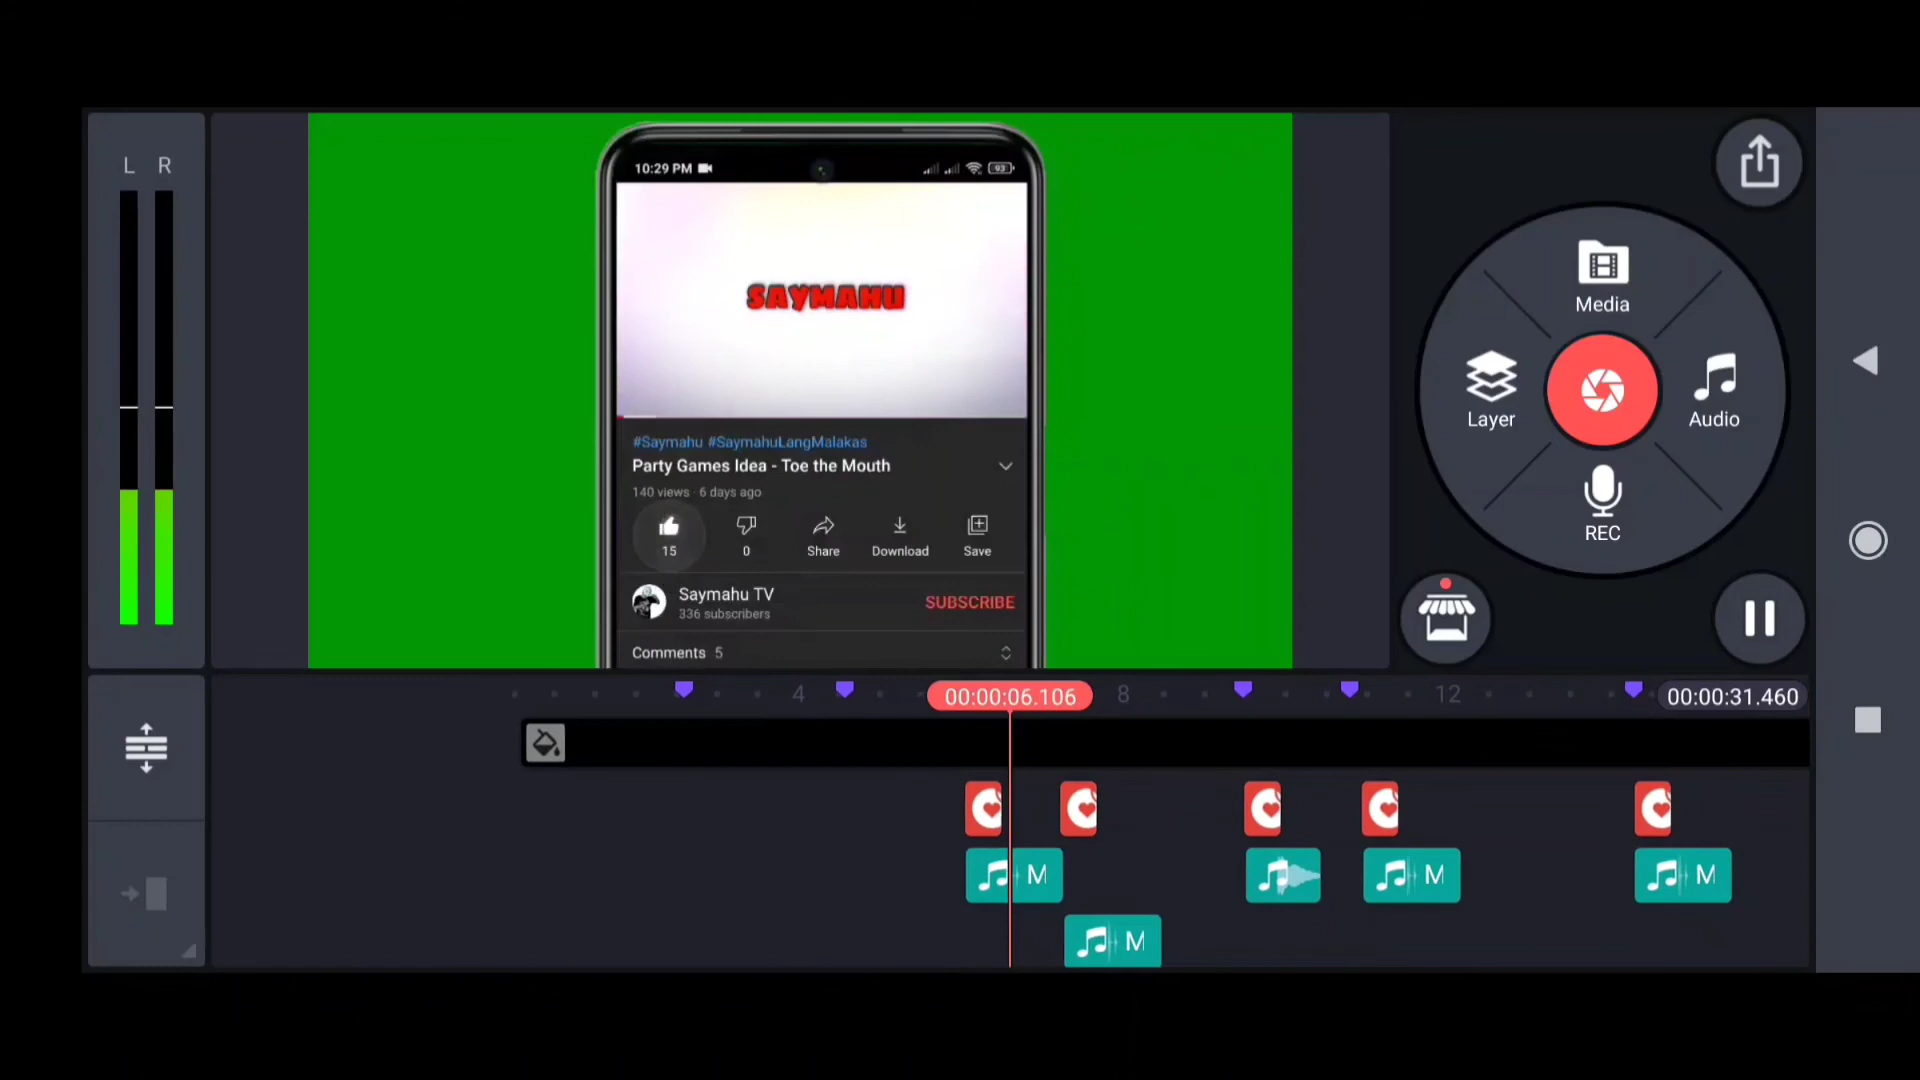 L R
10:29 PM
93
SAYMAHU
#Saymahu #SaymahuLangMalakas
Party Games Idea - Toe the Mouth
140 views · 6 days ago
15
0
Share
Download
Save
Saymahu TV
336 subscribers
SUBSCRIBE
Comments 5
Media
Layer
Audio
REC
4
00:00:06.106
8
12
00:00:31.460
M
M
M
M